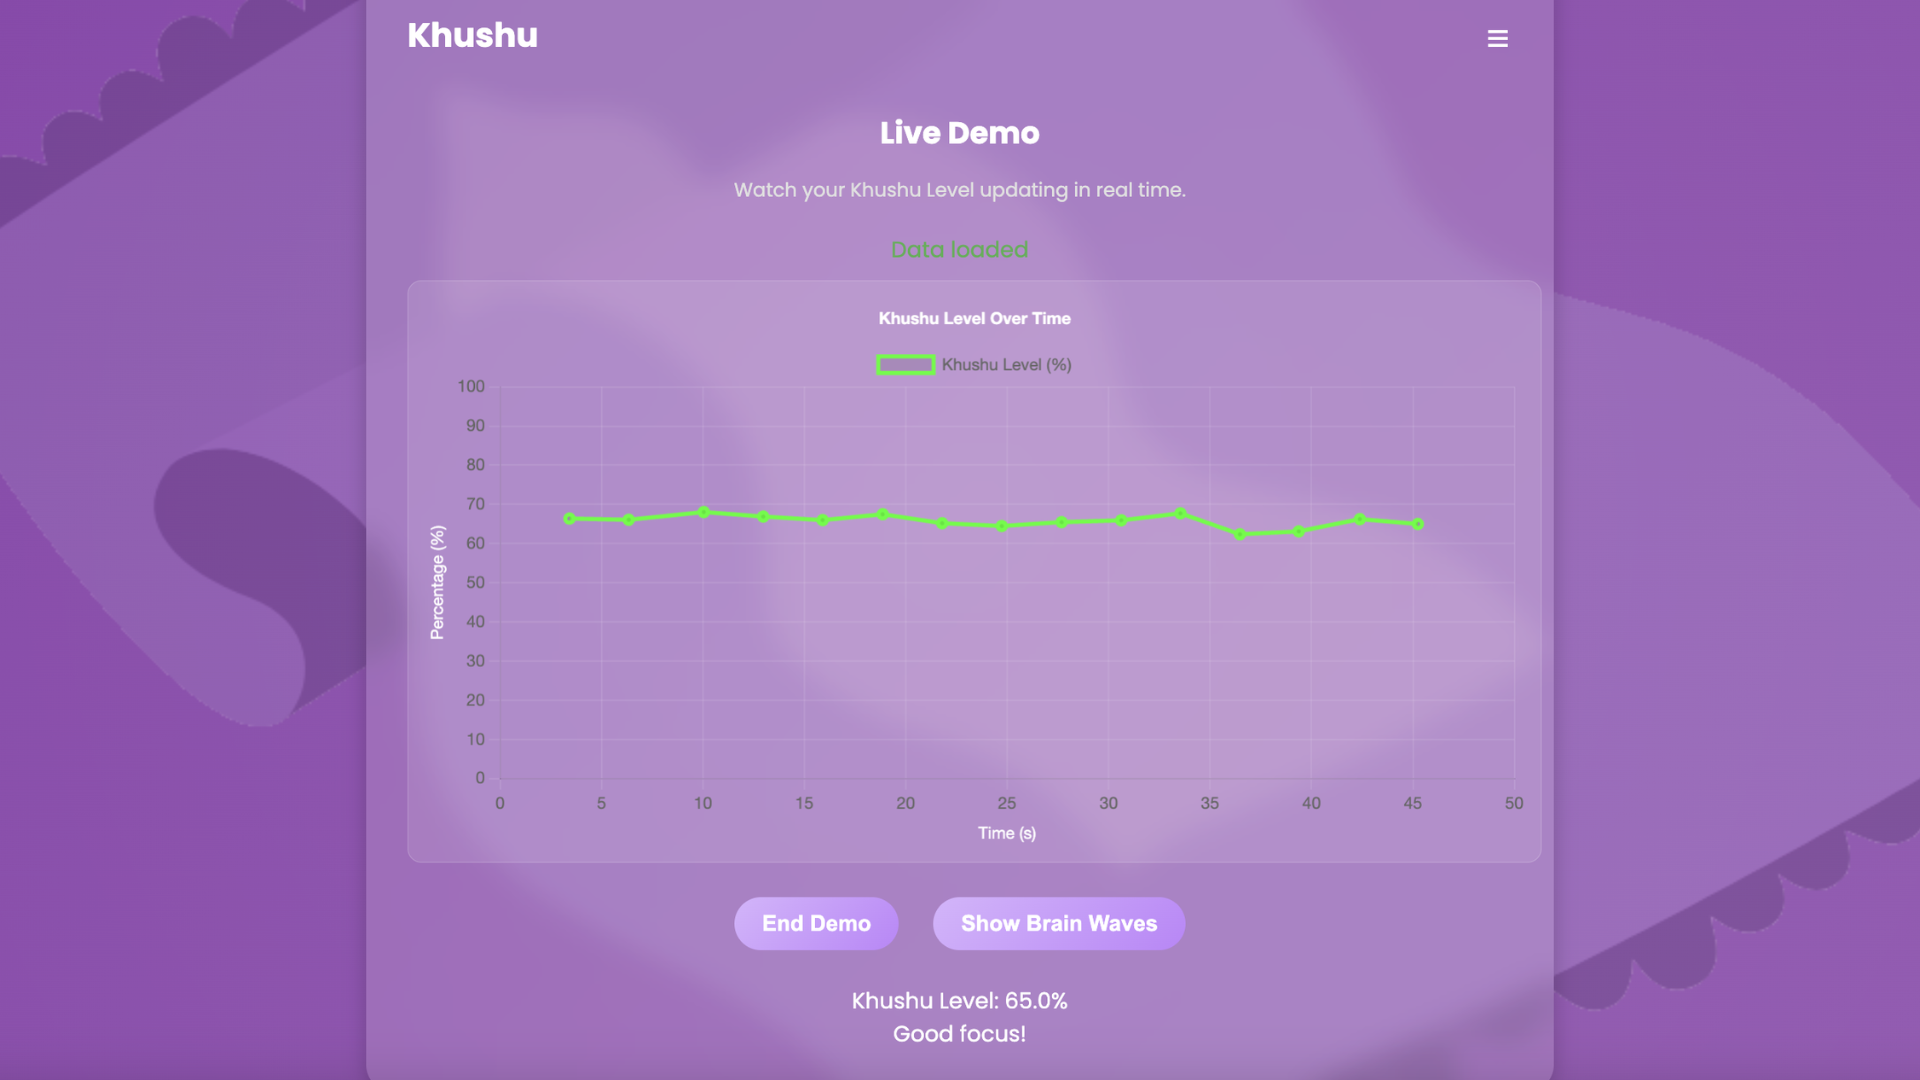 Khushu
Live Demo
Watch your Khushu Level updating in real time.
Data loaded
Khushu Level Over Time
Khushu Level (%)
100
90
80
70
60
50
40
30
20
10
0
Percentage (%)
0 5 10 15 20 25 30 35 40 45 50
Time (s)
End Demo Show Brain Waves
Khushu Level: 65.0%
Good focus!